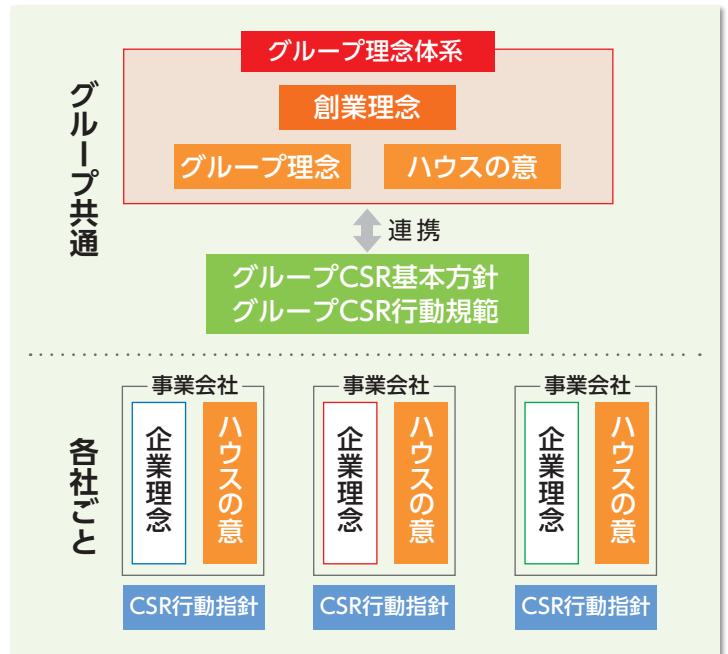 グループ共通
グループ理念体系
創業理念
グループ理念
ハウスの意
連携
グループCSR基本方針
グループCSR行動規範
各社ごと
事業会社
企業理念
ハウスの意
CSR行動指針
事業会社
企業理念
ハウスの意
CSR行動指針
事業会社
企業理念
ハウスの意
CSR行動指針